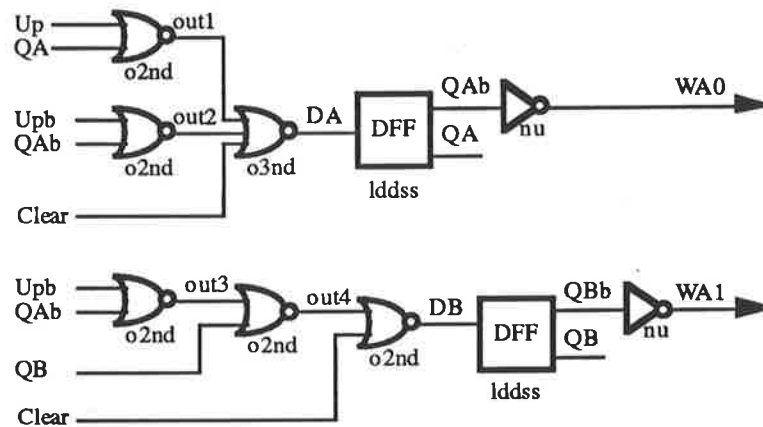 Up
QA
out1
o2nd
Upb
QAb
out2
o2nd
o3nd
DA
DFF
lddss
QAb
QA
nu
WA0
Clear
Upb
QAb
out3
o2nd
out4
o2nd
o2nd
DB
DFF
lddss
QBb
QB
nu
WA1
QB
Clear